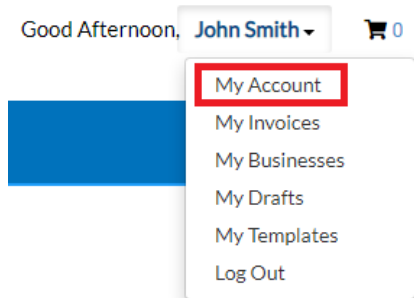 Good Afternoon, John Smith 0
My Account
My Invoices
My Businesses
My Drafts
My Templates
Log Out